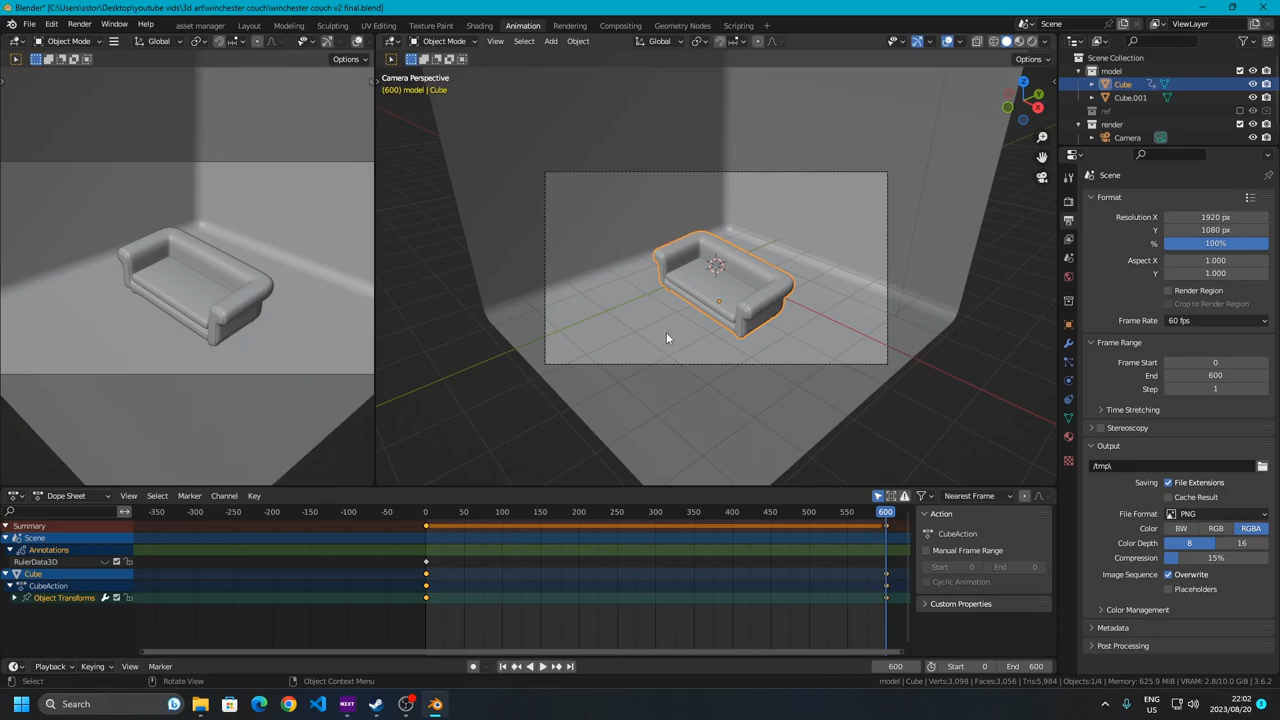 Blender* [C:\Users\sstor\Desktop\youtube vids\3d art\winchester couch\winchester couch v2 final.blend]
File Edit Render Window Help asset manager Layout Modeling Sculpting UV Editing Texture Paint Shading Animation Rendering Compositing Geometry Nodes Scripting + Scene ViewLayer
Object Mode Global Object Mode View Select Add Object Global
Options Options
Scene Collection
model
Cube
Cube.001
ref
render
Camera
Camera Perspective
(600) model | Cube
Z
Y
X
Scene
Format
Resolution X 1920 px
Y 1080 px
% 100%
Aspect X 1.000
Y 1.000
Render Region
Crop to Render Region
Frame Rate 60 fps
Frame Range
Frame Start 0
End 600
Step 1
Time Stretching
Stereoscopy
Output
/tmp\
Saving File Extensions
Cache Result
File Format PNG
Color BW RGB RGBA
Color Depth 8 16
Compression 15%
Image Sequence Overwrite
Placeholders
Color Management
Metadata
Post Processing
Dope Sheet View Select Marker Channel Key Nearest Frame
-350 -300 -250 -200 -150 -100 -50 0 50 100 150 200 250 300 350 400 450 500 550 600
Summary
Scene
Annotations
RulerData3D
Cube
CubeAction
Object Transforms
Action
CubeAction
Manual Frame Range
Start 0 End 0
Cyclic Animation
Custom Properties
Playback Keying View Marker 600 Start 0 End 600
Select Rotate View Object Context Menu model | Cube | Verts:3,098 | Faces:3,056 | Tris:5,984 | Objects:1/4 | Memory: 625.9 MiB | VRAM: 2.8/10.0 GiB | 3.6.2
Search NZXT ENG US 22:02 2023/08/20 3